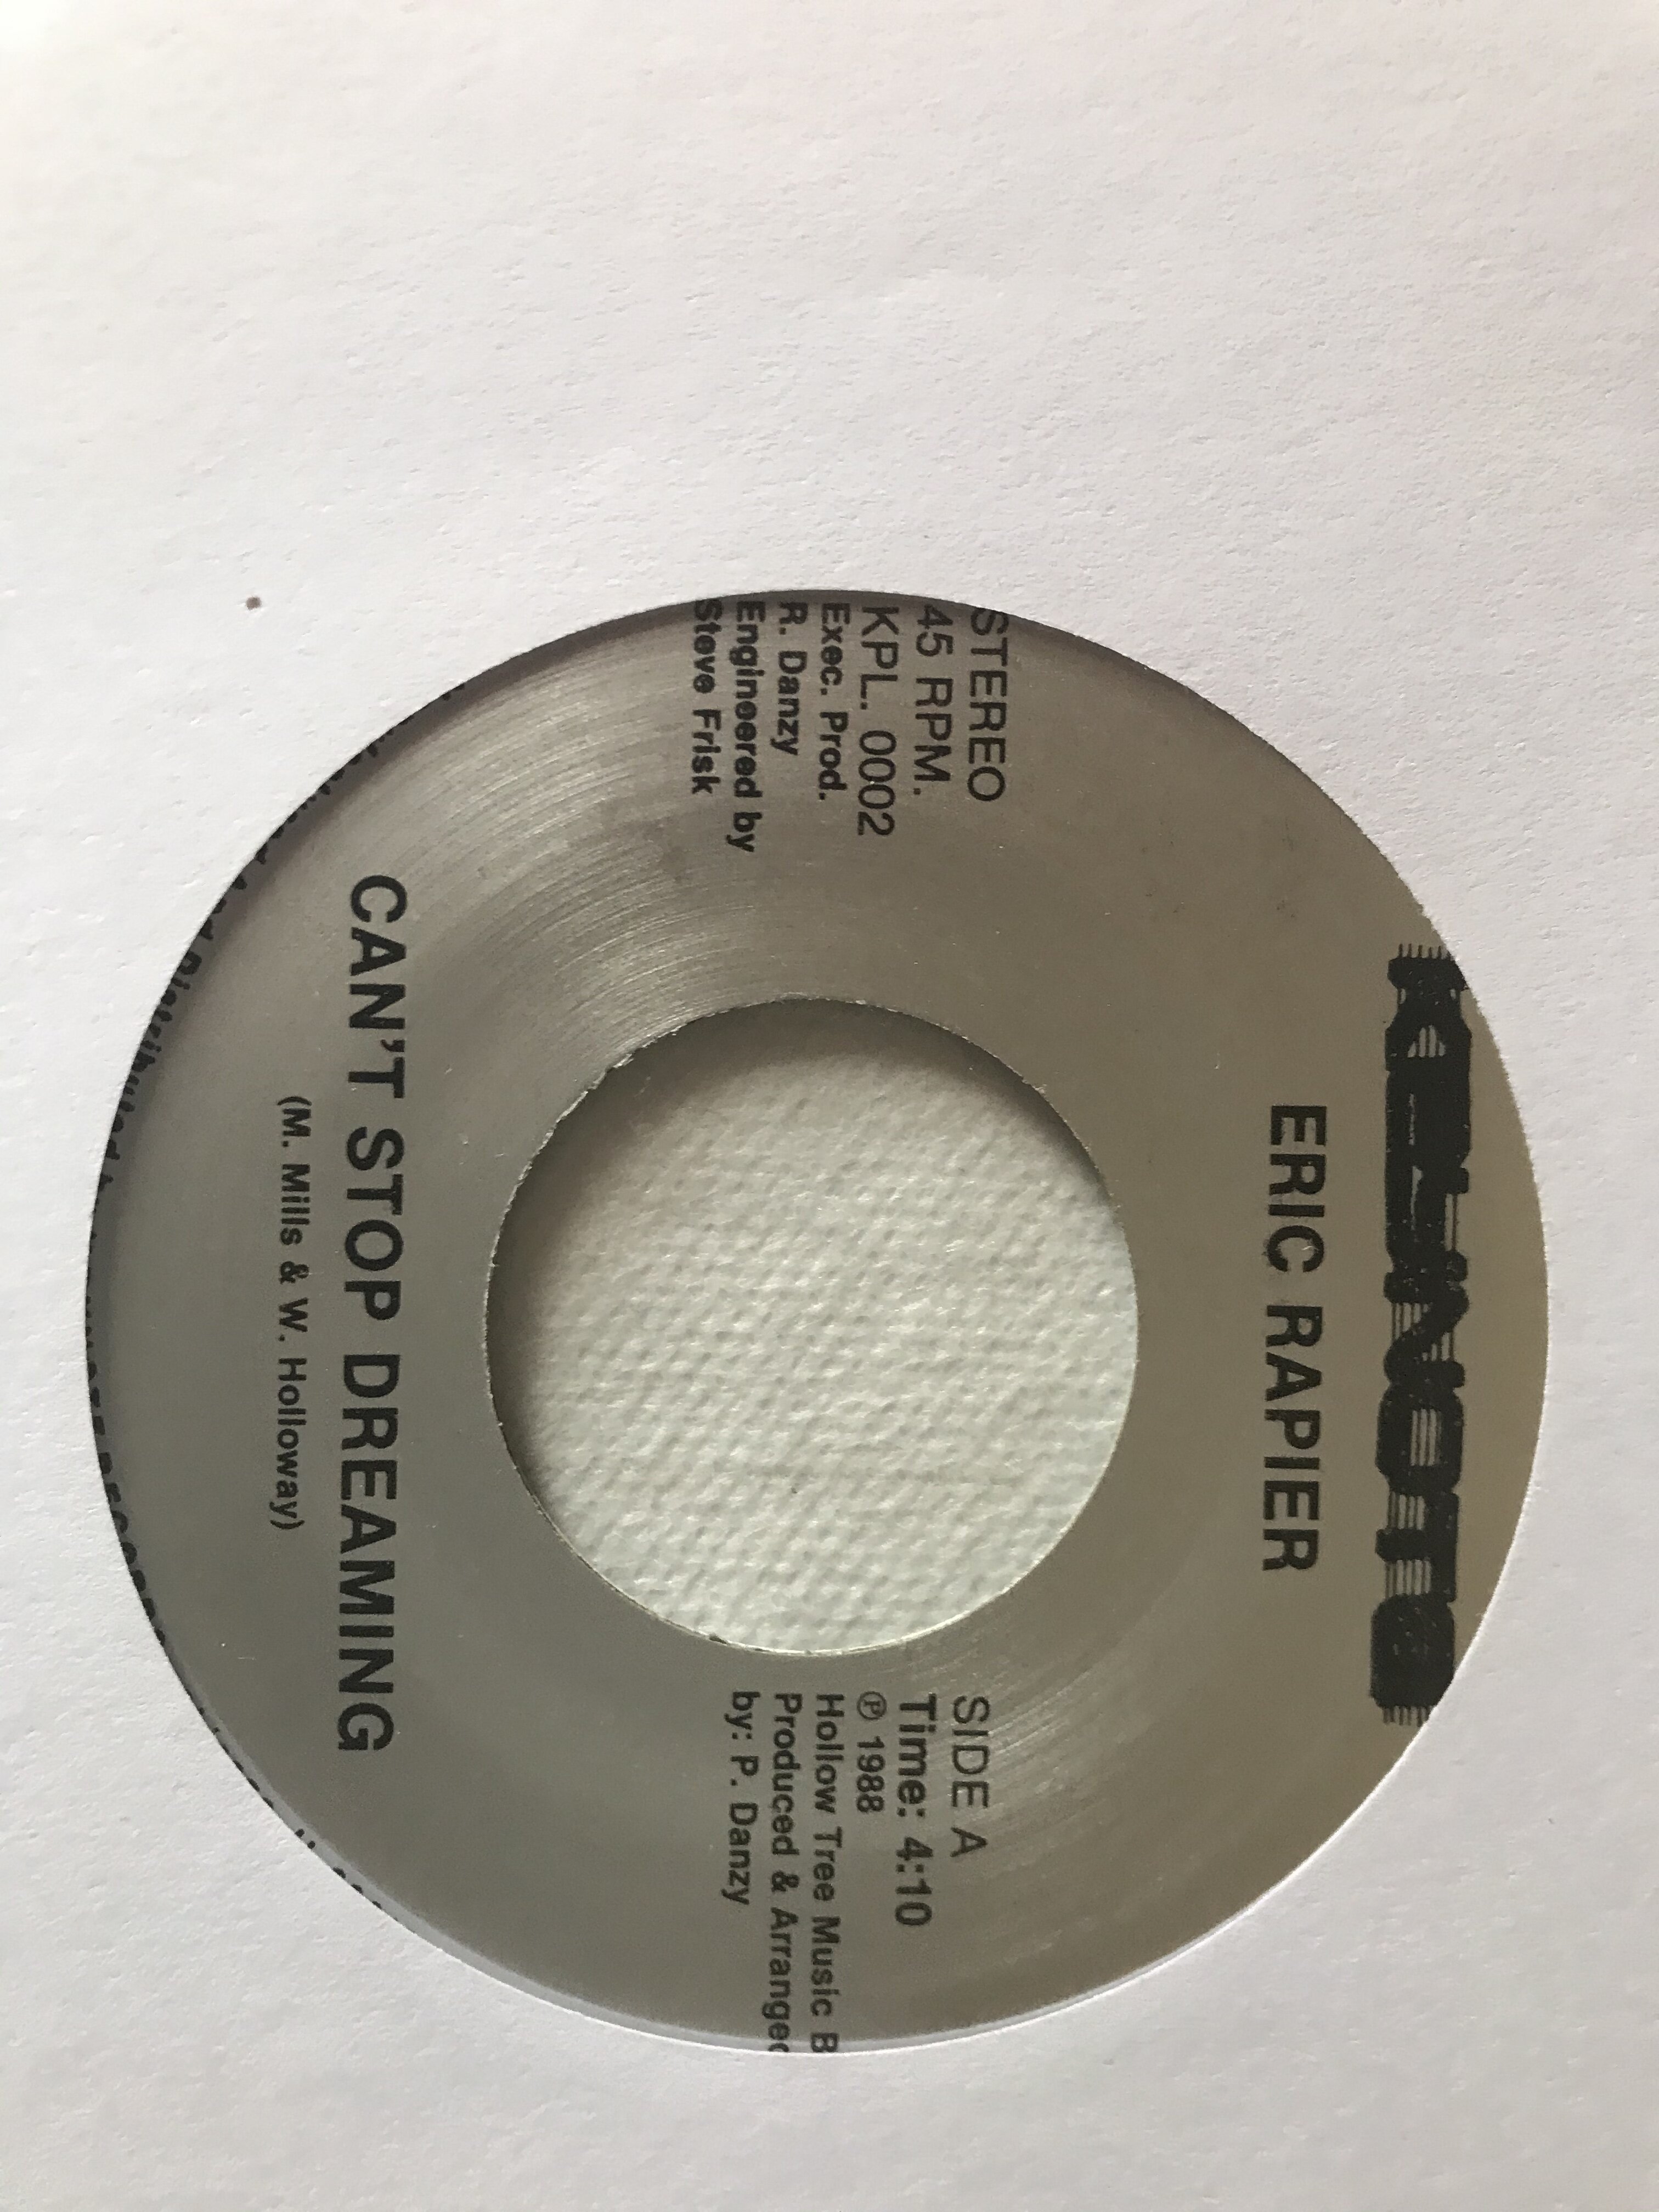 ERIC RAPIER
STEREO
45 RPM.
KPL. 0002
Exec. Prod.
R. Danzy
Engineered by
Steve Frisk
SIDE A
Time: 4:10
℗ 1988
Hollow Tree Music B
Produced & Arranged
by: P. Danzy
CAN'T STOP DREAMING
(M. Mills & W. Holloway)